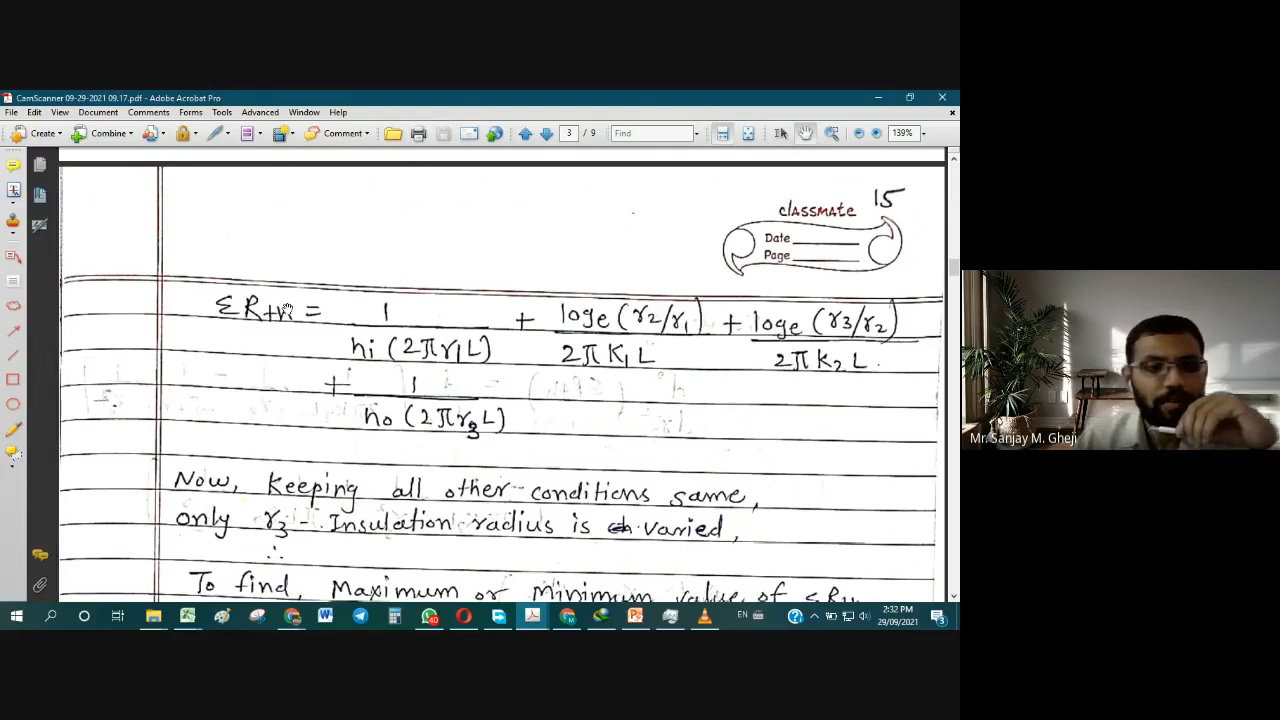 CamScanner 09-29-2021 09.17.pdf - Adobe Acrobat Pro
File Edit View Document Comments Forms Tools Advanced Window Help
Create Combine Comment 3 / 9 Find 139%
classmate 15
Date
Page
ΣRth = 1 / hi (2πr1L) + loge (r2/r1) / 2πK1L + loge (r3/r2) / 2πK2L .
+ 1 / ho (2πr3L)
Now, Keeping all other conditions same,
only r3 - Insulation radius is varied,
∴
To find, Maximum or minimum value of ΣRth
Mr. Sanjay M. Gheji
EN
2:32 PM
29/09/2021